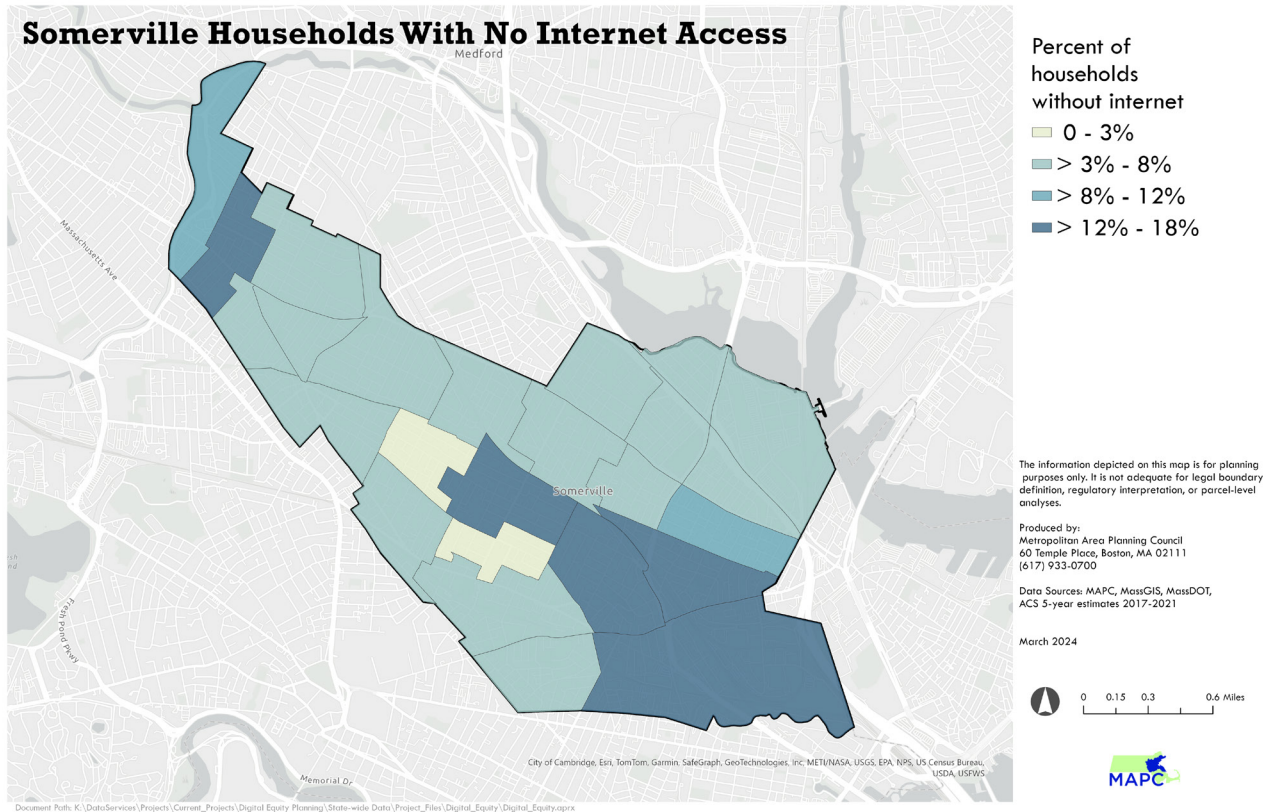 Somerville Households With No Internet Access
Medford
Massachusetts Ave
Somerville
Fresh Pond Pkwy
Memorial Dr
City of Cambridge, Esri, TomTom, Garmin, SafeGraph, GeoTechnologies, Inc, METI/NASA, USGS, EPA, NPS, US Census Bureau,
USDA, USFWS
Document Path: K:\DataServices\Projects\Current_Projects\Digital Equity Planning\State-wide Data\Project_Files\Digital_Equity\Digital_Equity.aprx
Percent of
households
without internet
0 - 3%
> 3% - 8%
> 8% - 12%
> 12% - 18%
The information depicted on this map is for planning
purposes only. It is not adequate for legal boundary
definition, regulatory interpretation, or parcel-level
analyses.
Produced by:
Metropolitan Area Planning Council
60 Temple Place, Boston, MA 02111
(617) 933-0700
Data Sources: MAPC, MassGIS, MassDOT,
ACS 5-year estimates 2017-2021
March 2024
0 0.15 0.3 0.6 Miles
MAPC